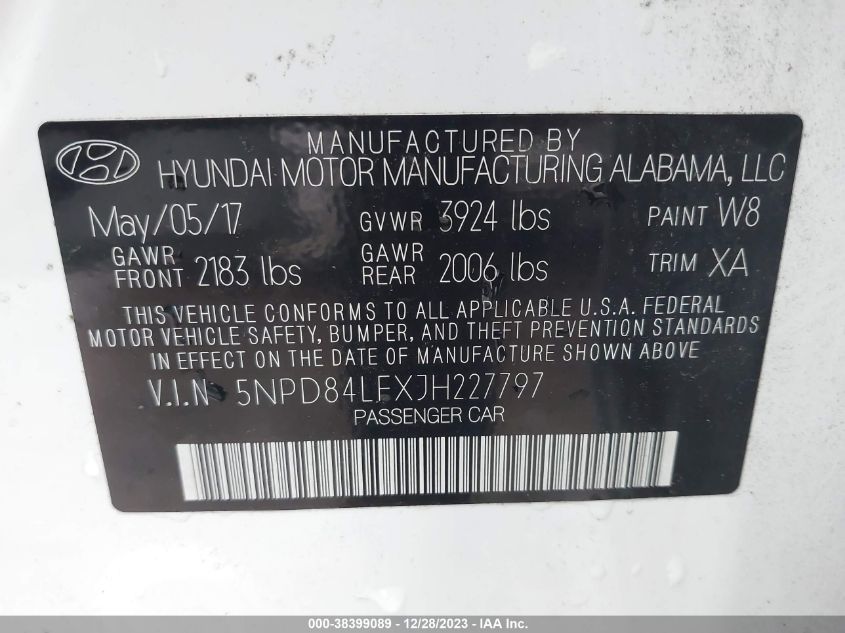 MANUFACTURED BY
HYUNDAI MOTOR MANUFACTURING ALABAMA, LLC
May/05/17 GVWR 3924 lbs PAINT W8
GAWR FRONT 2183 lbs GAWR REAR 2006 lbs TRIM XA
THIS VEHICLE CONFORMS TO ALL APPLICABLE U.S.A. FEDERAL
MOTOR VEHICLE SAFETY, BUMPER, AND THEFT PREVENTION STANDARDS
IN EFFECT ON THE DATE OF MANUFACTURE SHOWN ABOVE
V.I.N 5NPD84LFXJH227797
PASSENGER CAR
000-38399089 - 12/28/2023 - IAA Inc.